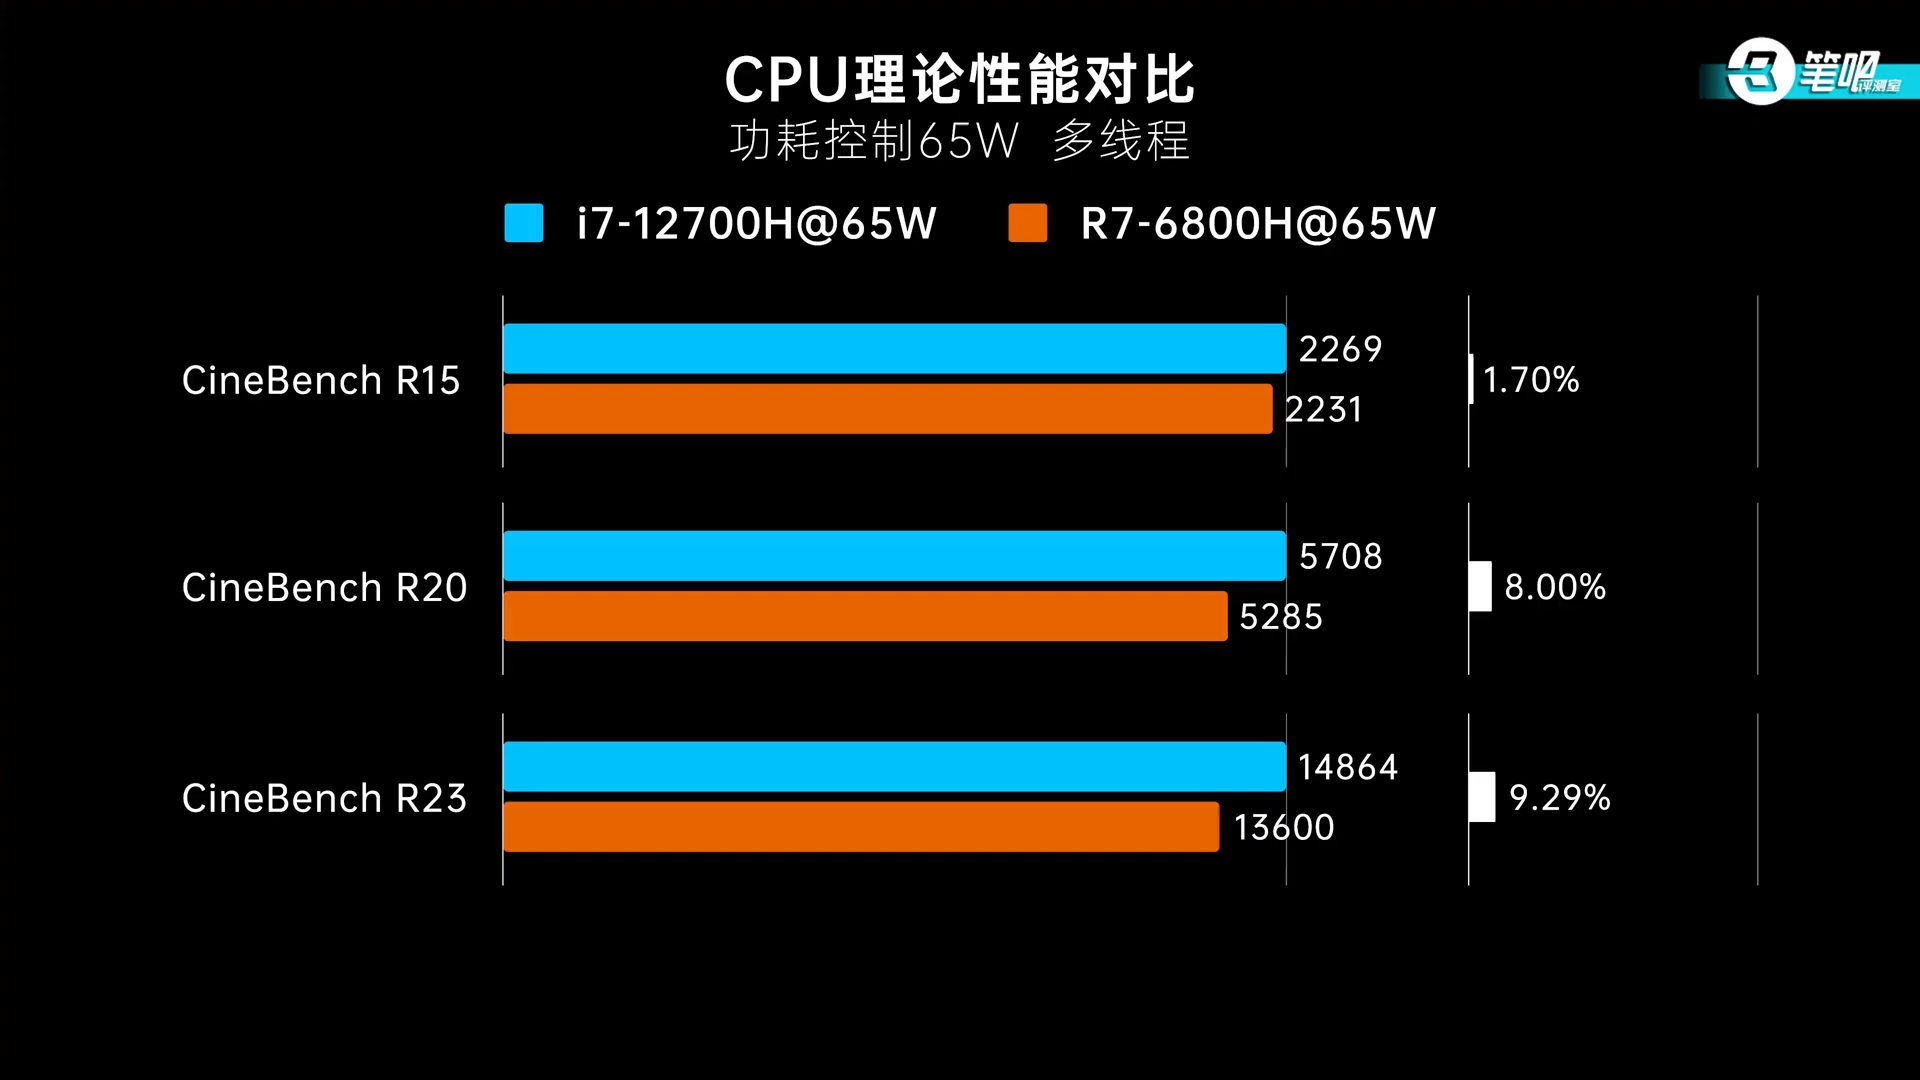 CPU理论性能对比
笔吧评测室
功耗控制65W 多线程
i7-12700H@65W R7-6800H@65W
CineBench R15
2269
2231
1.70%
CineBench R20
5708
5285
8.00%
CineBench R23
14864
13600
9.29%